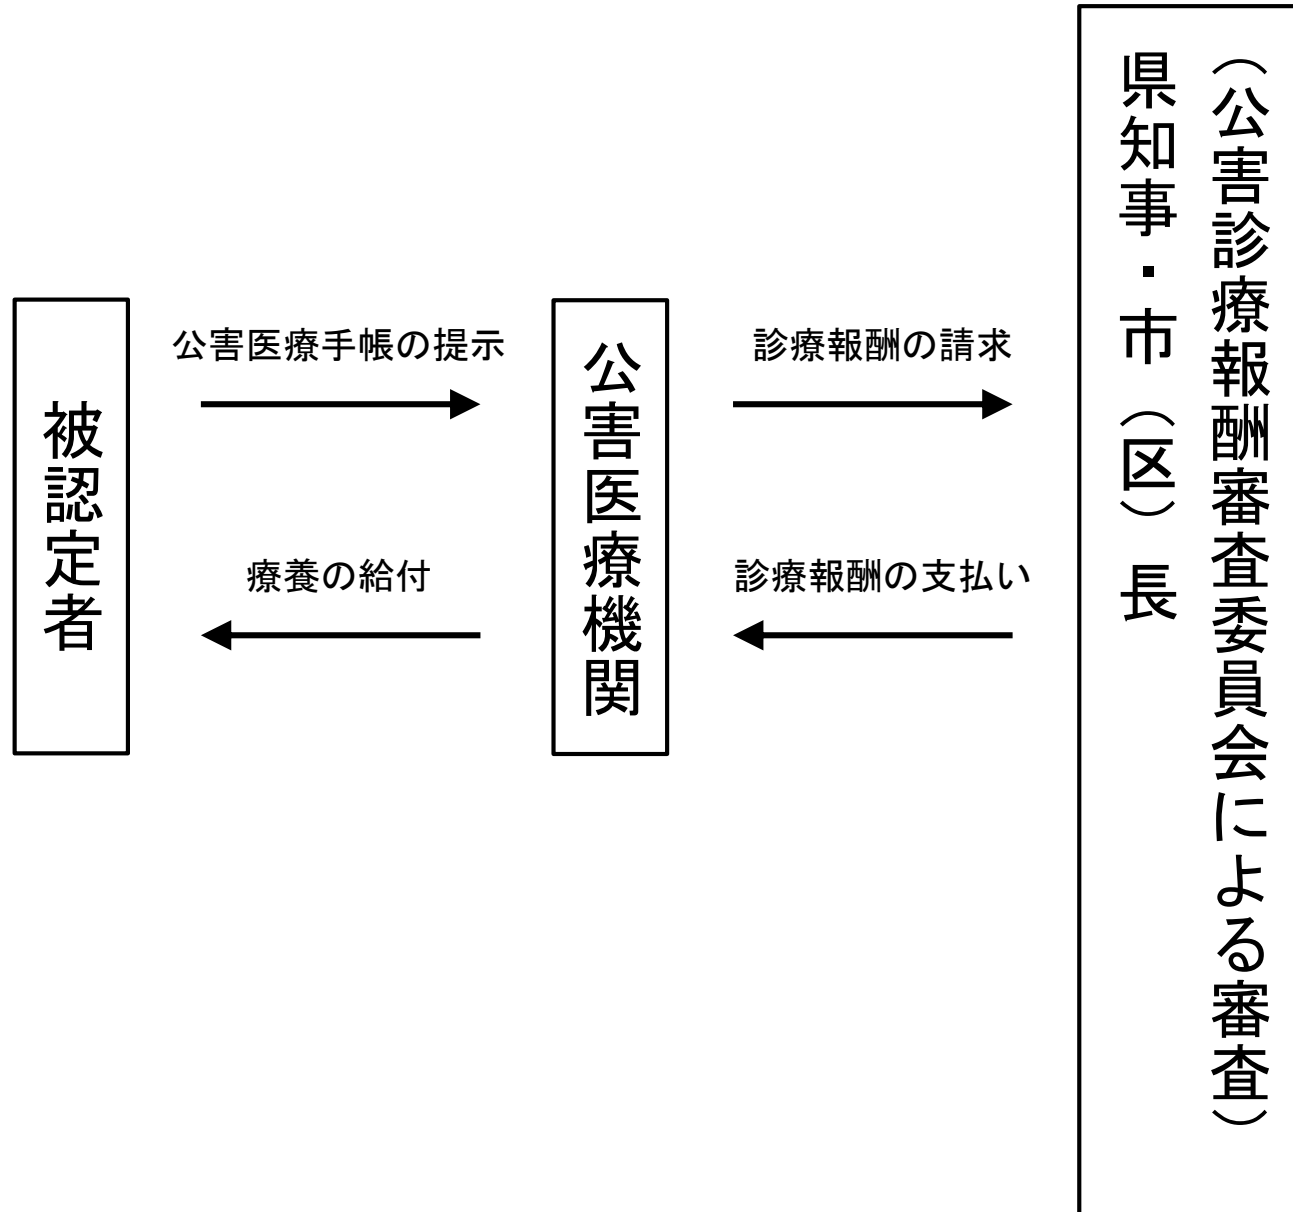 被認定者
公害医療手帳の提示
療養の給付
公害医療機関
診療報酬の請求
診療報酬の支払い
（公害診療報酬審査委員会による審査）
県知事・市（区）長